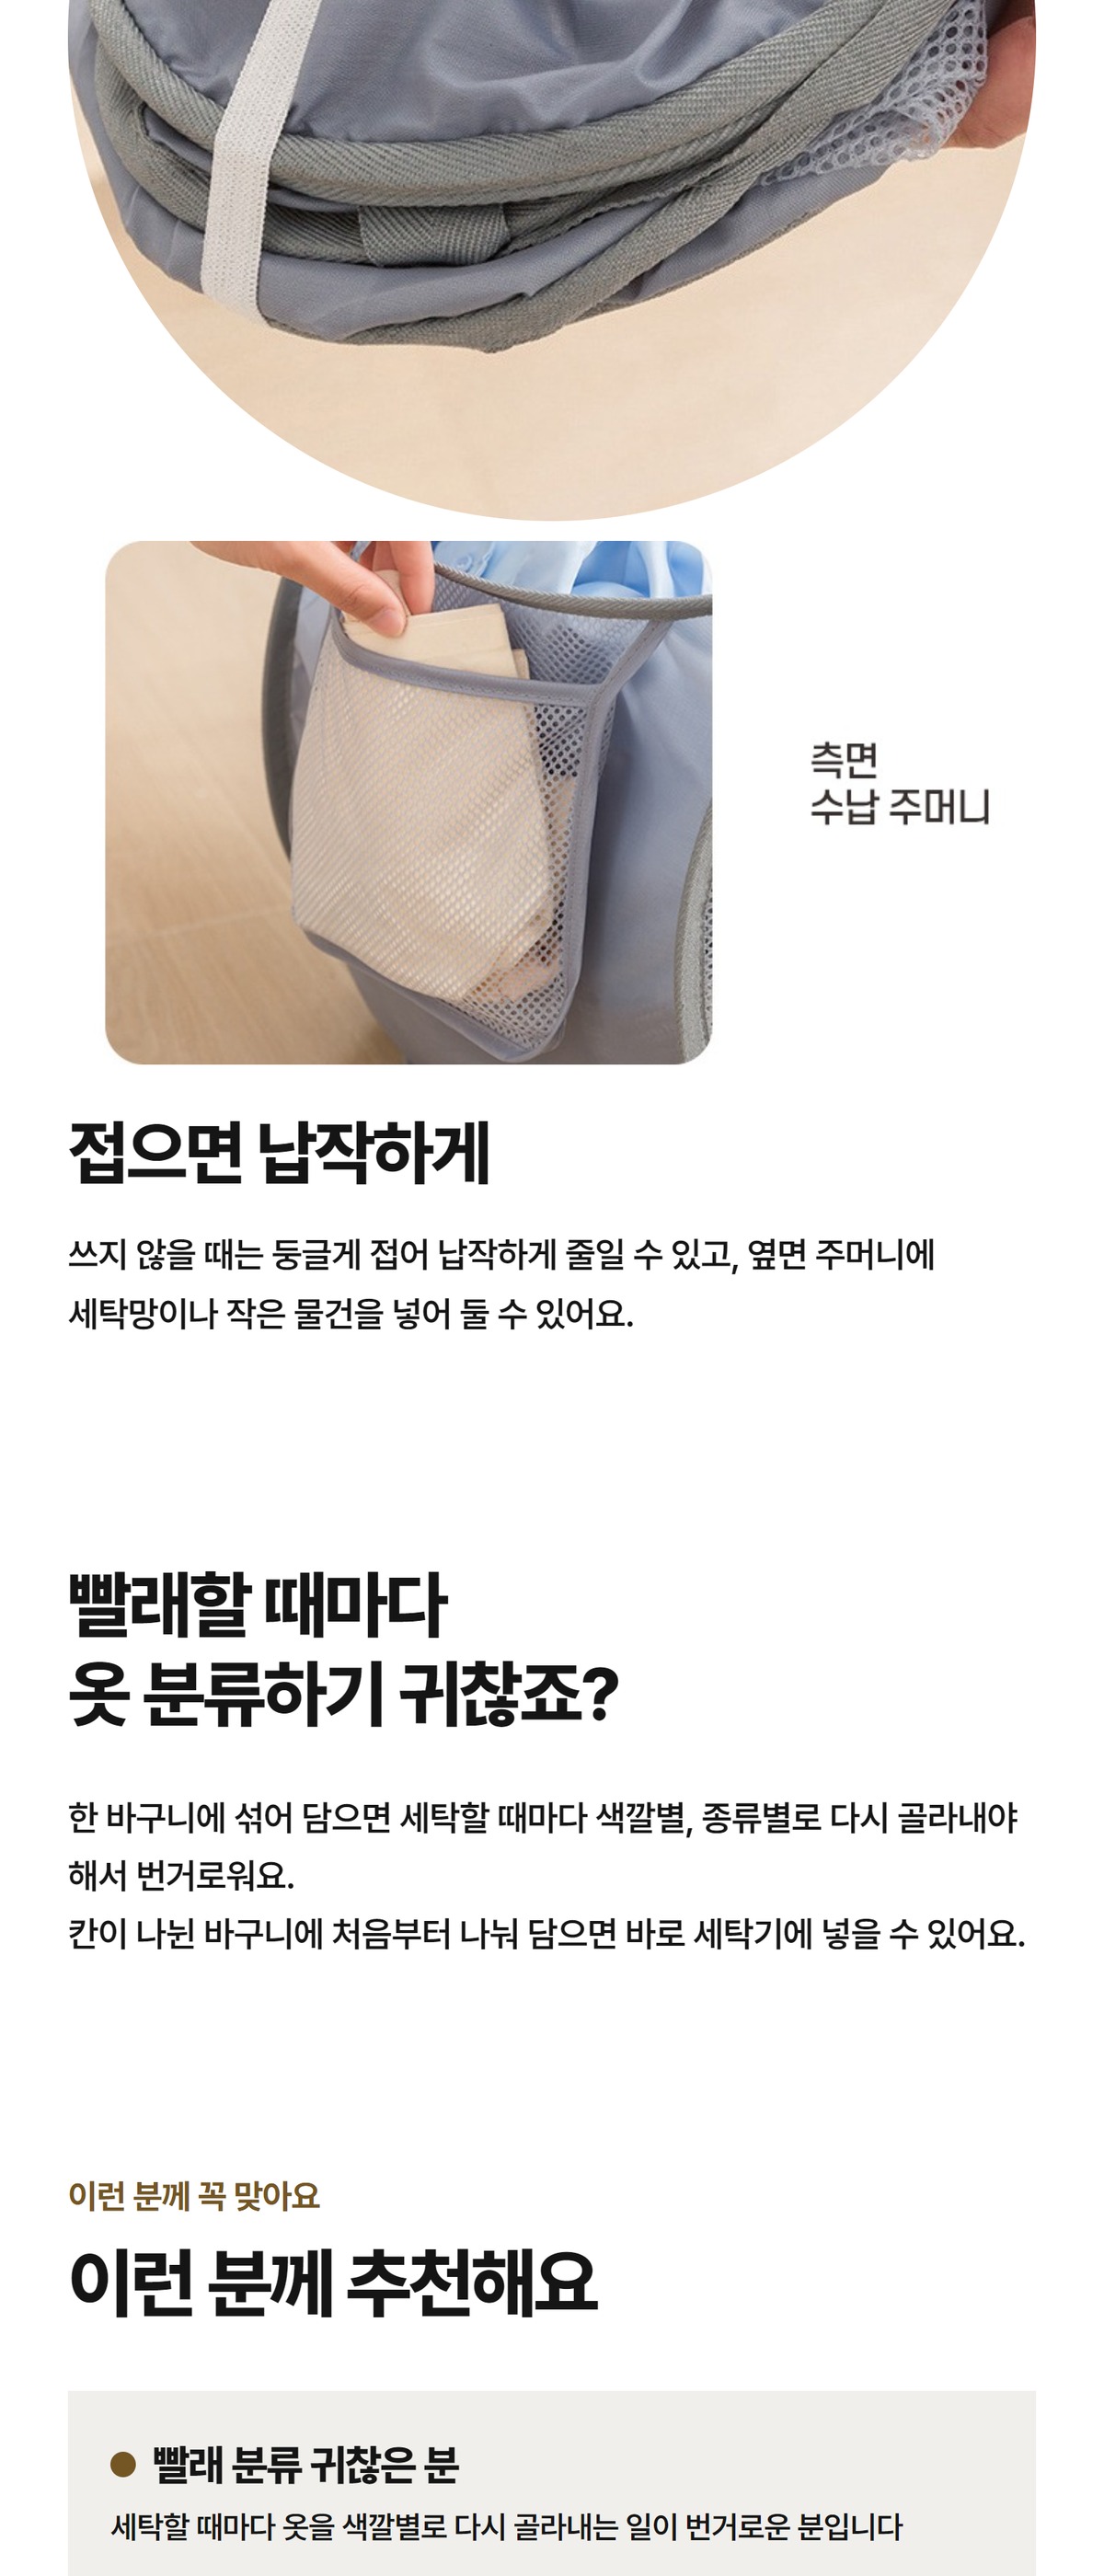 측면
수납 주머니
접으면 납작하게
쓰지 않을 때는 둥글게 접어 납작하게 줄일 수 있고, 옆면 주머니에
세탁망이나 작은 물건을 넣어 둘 수 있어요.
빨래할 때마다
옷 분류하기 귀찮죠?
한 바구니에 섞어 담으면 세탁할 때마다 색깔별, 종류별로 다시 골라내야
해서 번거로워요.
칸이 나뉜 바구니에 처음부터 나눠 담으면 바로 세탁기에 넣을 수 있어요.
이런 분께 꼭 맞아요
이런 분께 추천해요
빨래 분류 귀찮은 분
세탁할 때마다 옷을 색깔별로 다시 골라내는 일이 번거로운 분입니다